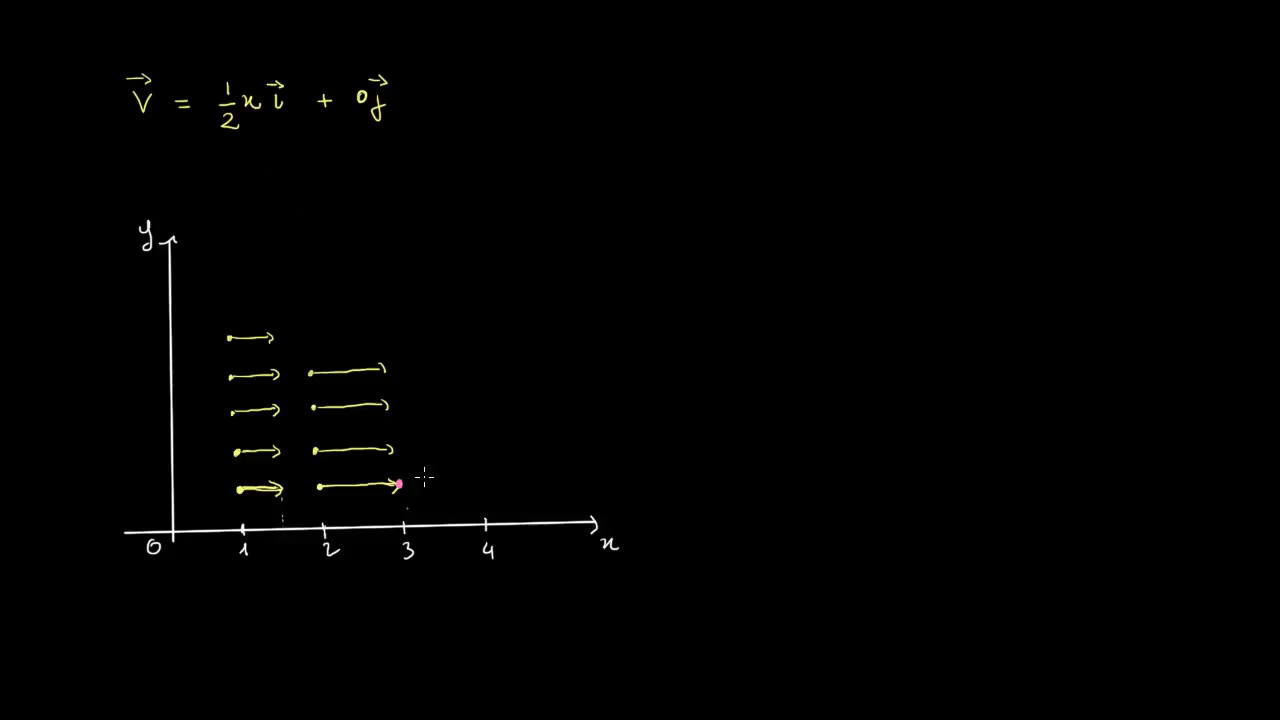 V⃗ = ½ x i⃗ + 0 j⃗
y
0 1 2 3 4 x